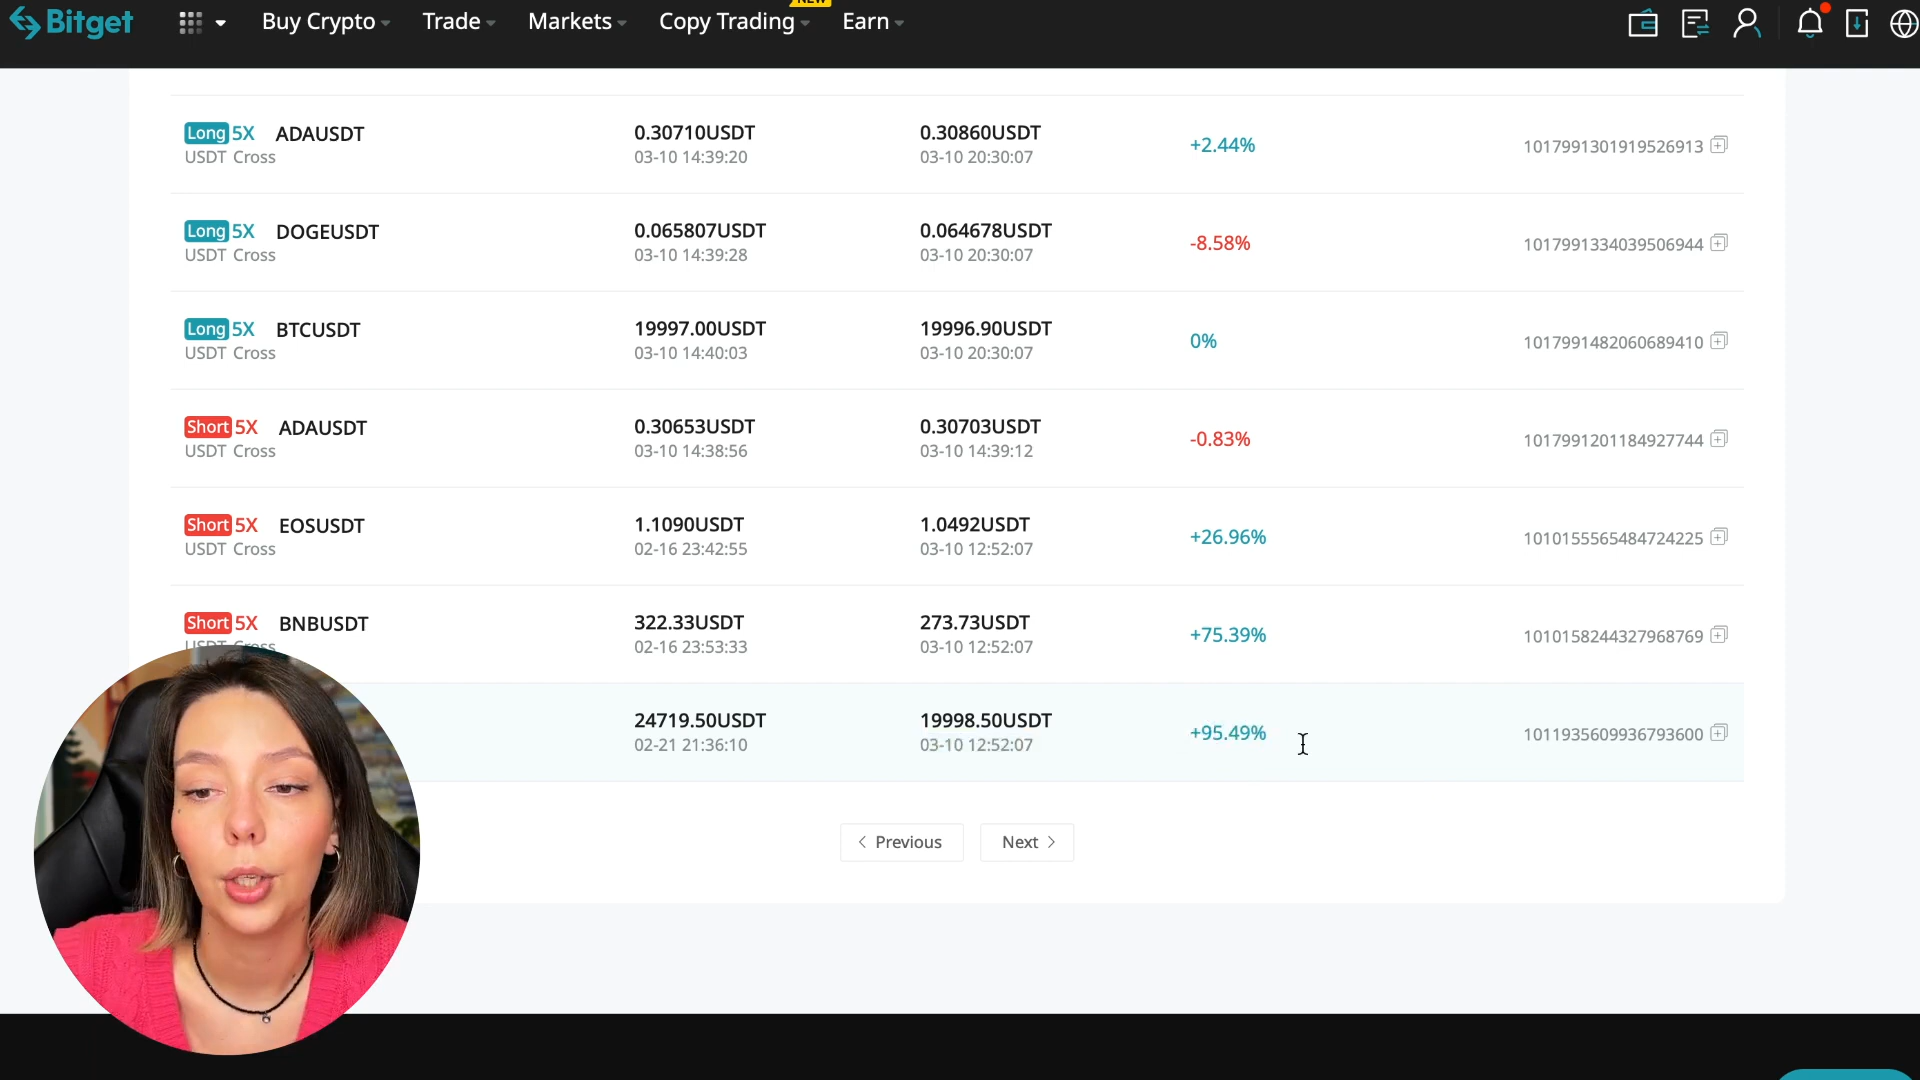 Bitget
Buy Crypto Trade Markets Copy Trading NEW Earn
Long 5X ADAUSDT 0.30710USDT 0.30860USDT +2.44% 1017991301919526913
USDT Cross 03-10 14:39:20 03-10 20:30:07
Long 5X DOGEUSDT 0.065807USDT 0.064678USDT -8.58% 1017991334039506944
USDT Cross 03-10 14:39:28 03-10 20:30:07
Long 5X BTCUSDT 19997.00USDT 19996.90USDT 0% 1017991482060689410
USDT Cross 03-10 14:40:03 03-10 20:30:07
Short 5X ADAUSDT 0.30653USDT 0.30703USDT -0.83% 1017991201184927744
USDT Cross 03-10 14:38:56 03-10 14:39:12
Short 5X EOSUSDT 1.1090USDT 1.0492USDT +26.96% 1010155565484724225
USDT Cross 02-16 23:42:55 03-10 12:52:07
Short 5X BNBUSDT 322.33USDT 273.73USDT +75.39% 1010158244327968769
USDT Cross 02-16 23:53:33 03-10 12:52:07
24719.50USDT 19998.50USDT +95.49% 1011935609936793600
02-21 21:36:10 03-10 12:52:07
< Previous Next >